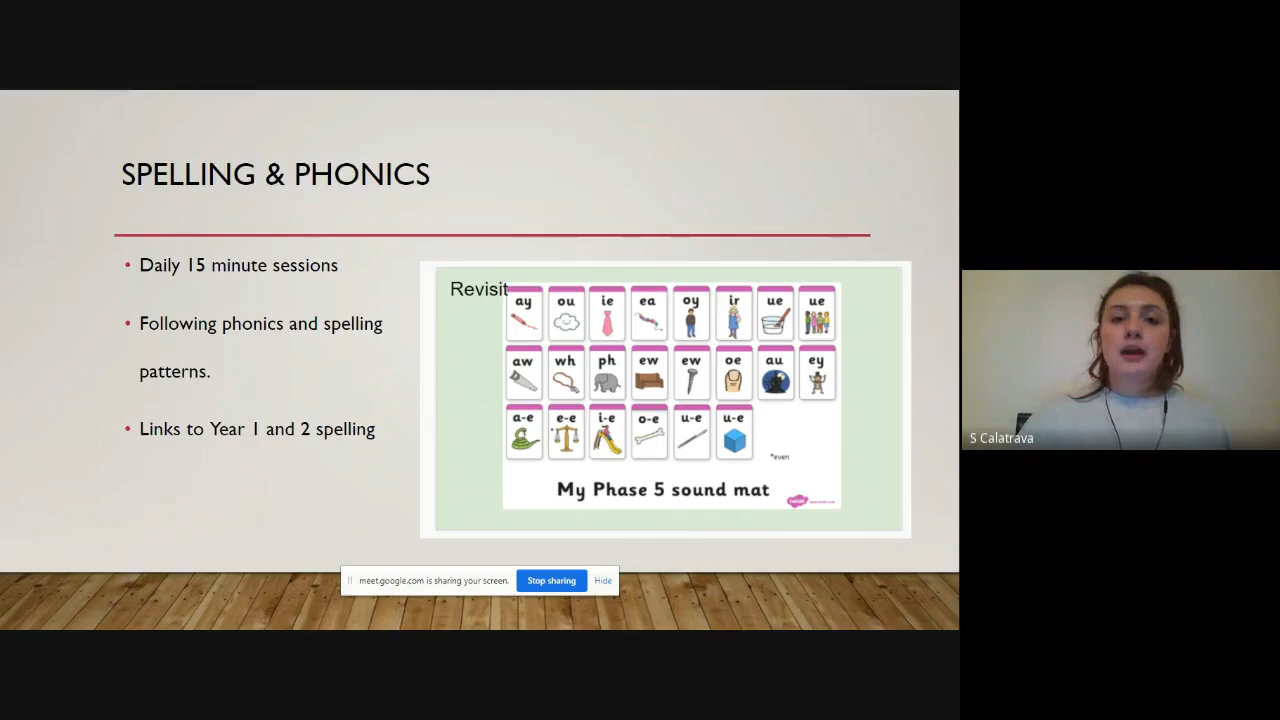 SPELLING & PHONICS
• Daily 15 minute sessions
• Following phonics and spelling
patterns.
• Links to Year 1 and 2 spelling
Revisit
ay ou ie ea oy ir ue ue
aw wh ph ew ew oe au ey
a-e e-e i-e o-e u-e u-e
*even
My Phase 5 sound mat
meet.google.com is sharing your screen.
Stop sharing
Hide
S Calatrava